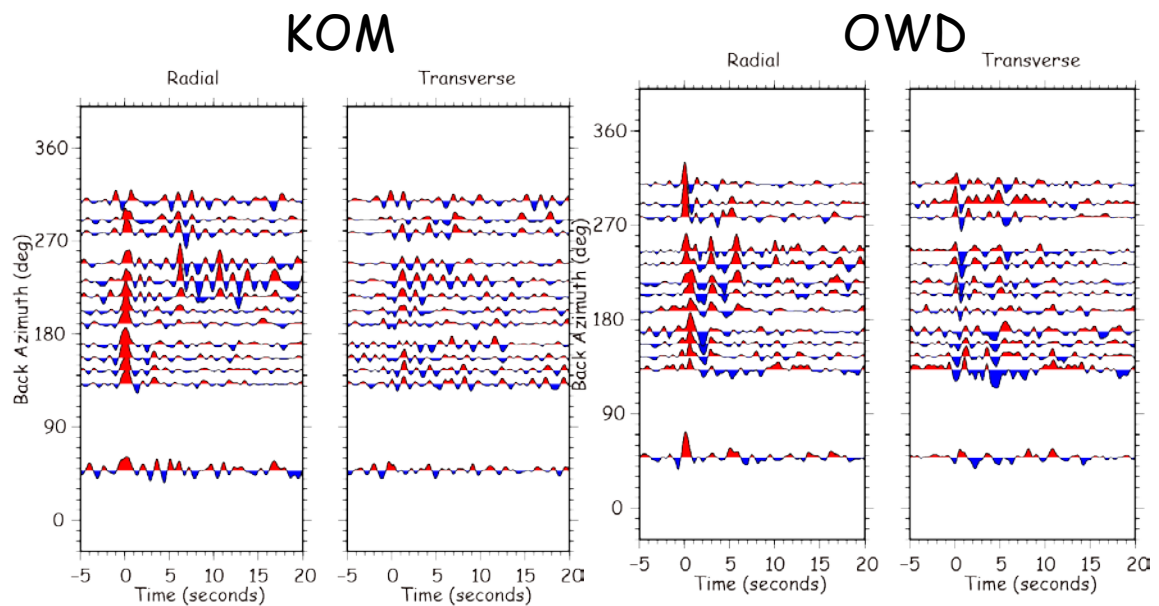 KOM OWD
Radial Transverse Radial Transverse
Back Azimuth (deg)
360
270
180
90
0
-5 0 5 10 15 20
Time (seconds)
-5 0 5 10 15 20
Time (seconds)
Back Azimuth (deg)
360
270
180
90
0
-5 0 5 10 15 20
Time (seconds)
-5 0 5 10 15 20
Time (seconds)